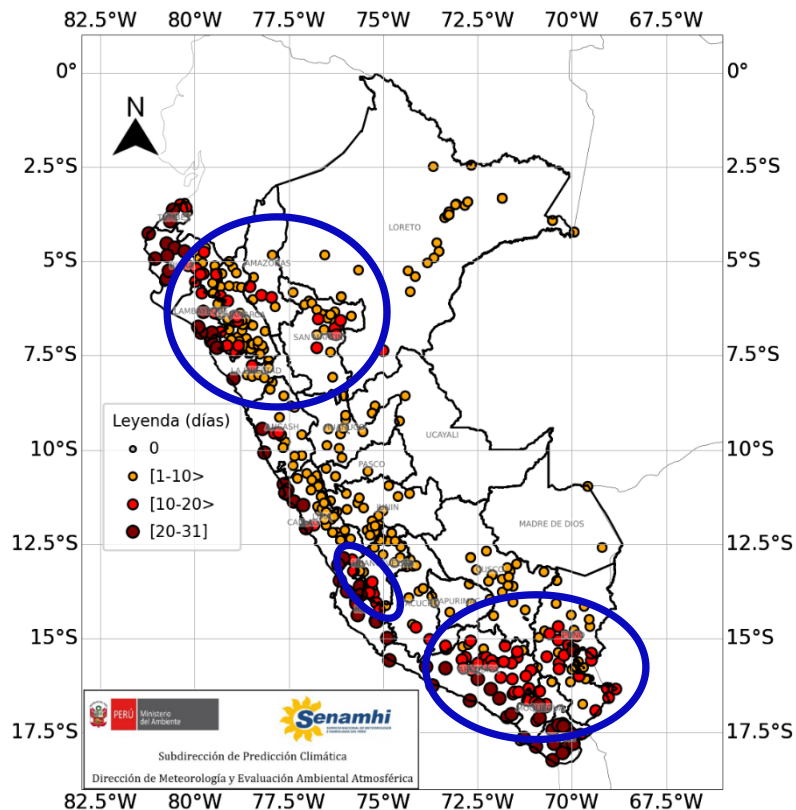 82.5°W 80°W 77.5°W 75°W 72.5°W 70°W 67.5°W
0° 0°
N
2.5°S 2.5°S
LORETO
AMAZONAS
5°S 5°S
SAN MARTIN
7.5°S 7.5°S
LA LIBERTAD
Leyenda (días)
0
[1-10>
[10-20>
[20-31]
10°S 10°S
UCAYALI
PASCO
JUNIN
MADRE DE DIOS
12.5°S 12.5°S
CUSCO
APURIMAC
15°S 15°S
PUNO
17.5°S 17.5°S
PERÚ Ministerio del Ambiente
Senamhi
Subdirección de Predicción Climática
Dirección de Meteorología y Evaluación Ambiental Atmosférica
82.5°W 80°W 77.5°W 75°W 72.5°W 70°W 67.5°W